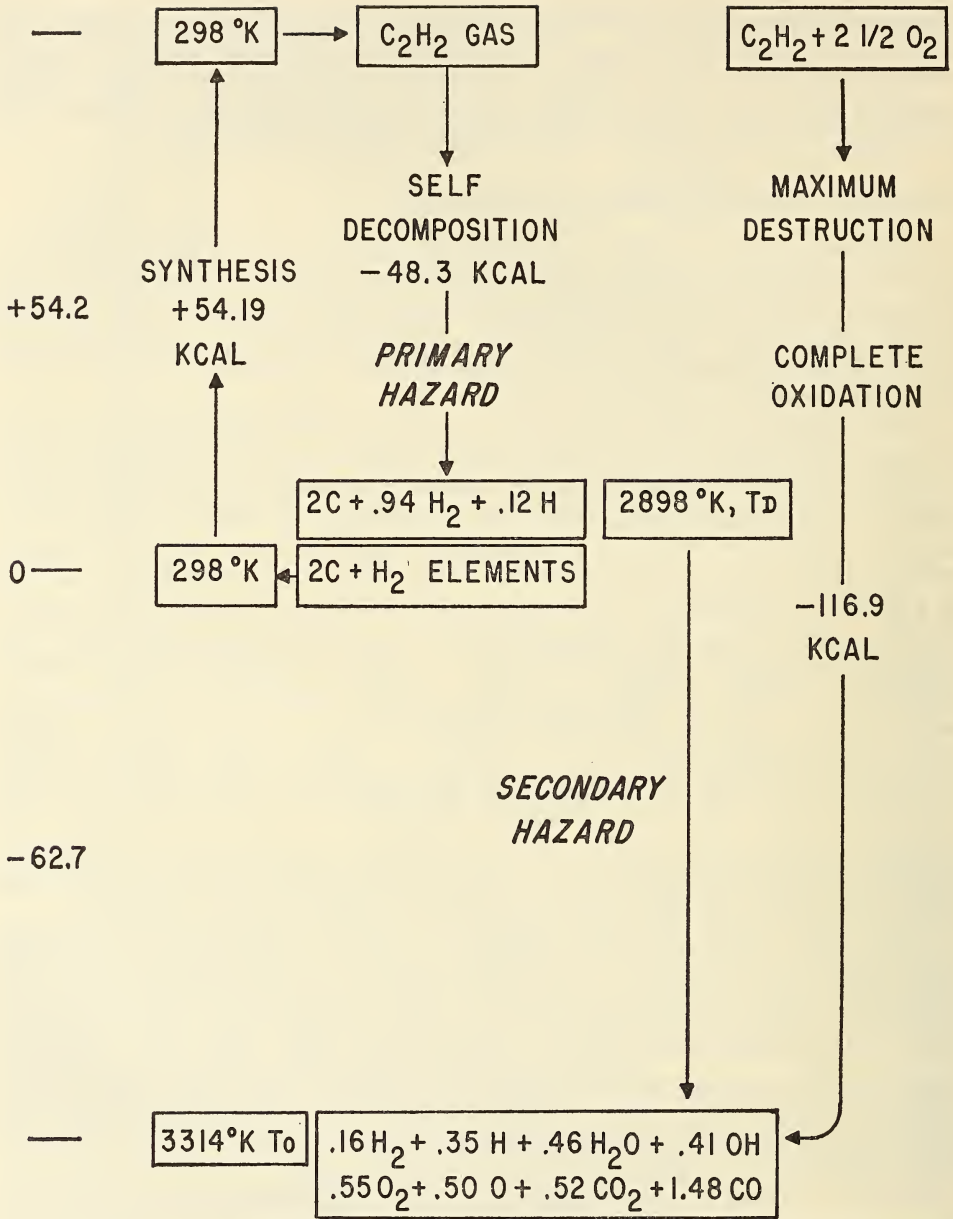 298 °K
C₂H₂ GAS
C₂H₂ + 2 1/2 O₂
SELF
DECOMPOSITION
−48.3 KCAL
MAXIMUM
DESTRUCTION
SYNTHESIS
+54.19
KCAL
+54.2
PRIMARY
HAZARD
COMPLETE
OXIDATION
2C + .94 H₂ + .12 H
2898 °K, TD
0
298 °K
2C + H₂ ELEMENTS
−116.9
KCAL
SECONDARY
HAZARD
−62.7
3314°K To
.16 H₂ + .35 H + .46 H₂O + .41 OH
.55 O₂ + .50 O + .52 CO₂ + 1.48 CO